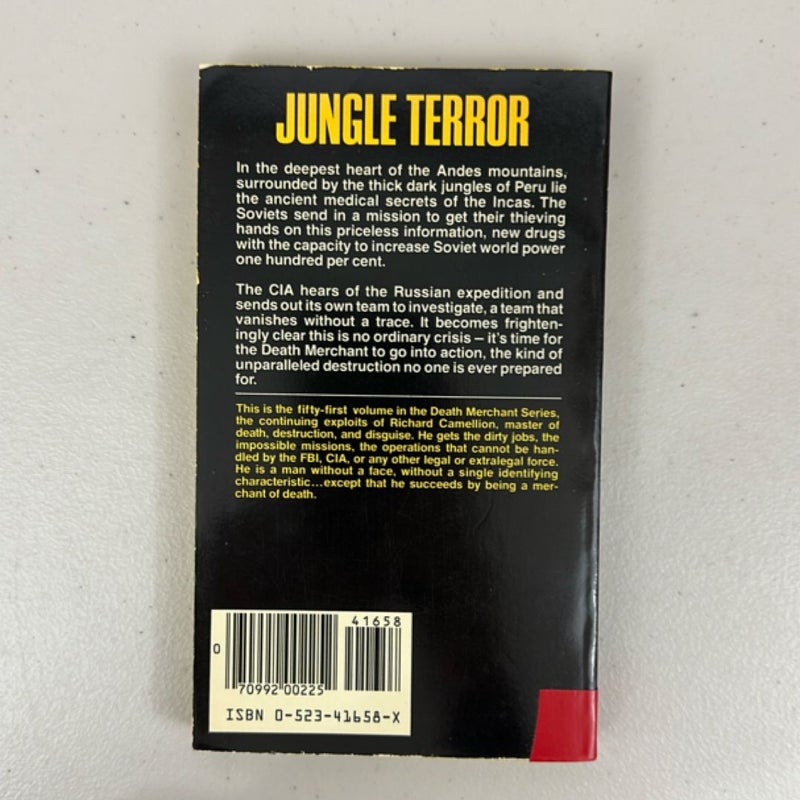 JUNGLE TERROR
In the deepest heart of the Andes mountains,
surrounded by the thick dark jungles of Peru lie
the ancient medical secrets of the Incas. The
Soviets send in a mission to get their thieving
hands on this priceless information, new drugs
with the capacity to increase Soviet world power
one hundred per cent.
The CIA hears of the Russian expedition and
sends out its own team to investigate, a team that
vanishes without a trace. It becomes frighten-
ingly clear this is no ordinary crisis – it's time for
the Death Merchant to go into action, the kind of
unparalleled destruction no one is ever prepared
for.
This is the fifty-first volume in the Death Merchant Series,
the continuing exploits of Richard Camellion, master of
death, destruction, and disguise. He gets the dirty jobs, the
impossible missions, the operations that cannot be han-
dled by the FBI, CIA, or any other legal or extralegal force.
He is a man without a face, without a single identifying
characteristic...except that he succeeds by being a mer-
chant of death.
41658
0
70992 00225
ISBN 0-523-41658-X